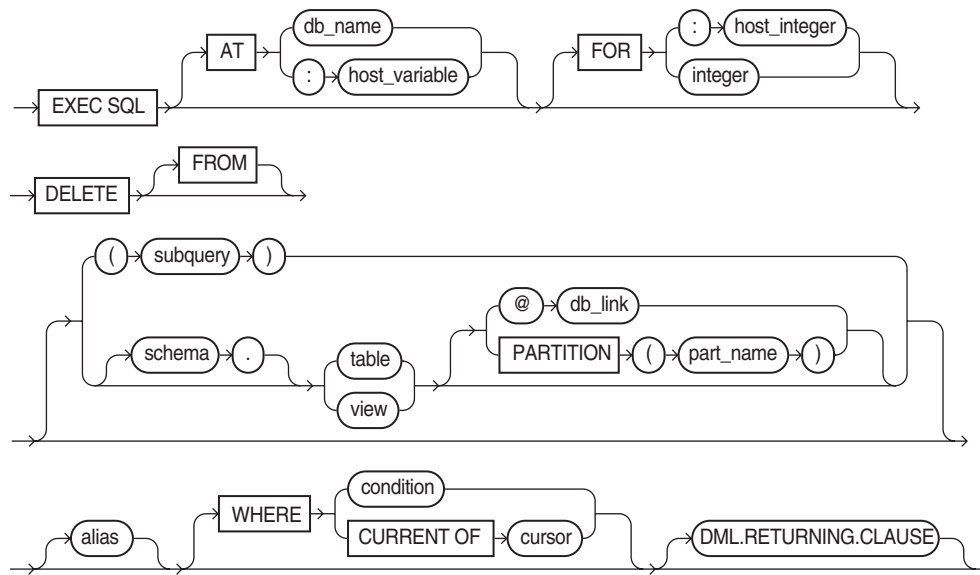 AT
db_name
: host_variable
FOR
: host_integer
integer
EXEC SQL
DELETE
FROM
( subquery )
schema .
table
view
@ db_link
PARTITION ( part_name )
alias
WHERE
condition
CURRENT OF cursor
DML.RETURNING.CLAUSE